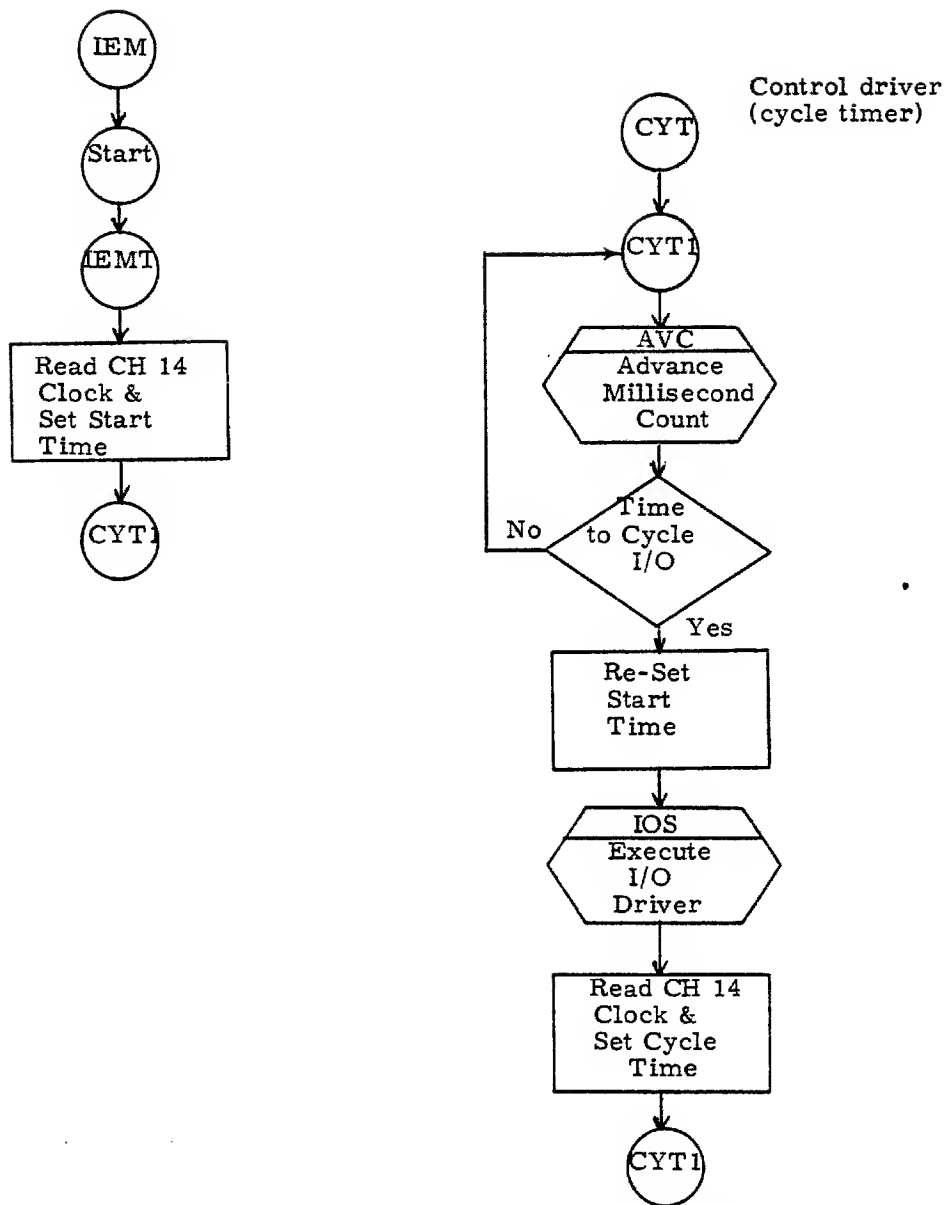 IEM
Start
IEMT
Read CH 14
Clock &
Set Start
Time
CYT1
Control driver
(cycle timer)
CYT
CYT1
AVC
Advance
Millisecond
Count
Time
to Cycle
I/O
No
Yes
Re-Set
Start
Time
IOS
Execute
I/O
Driver
Read CH 14
Clock &
Set Cycle
Time
CYT1